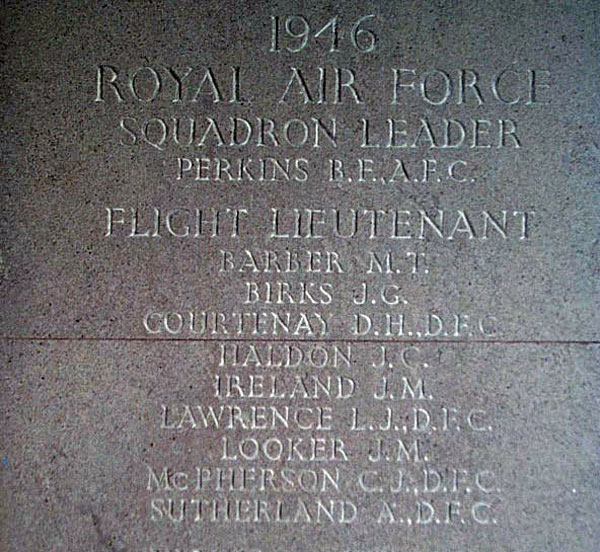 1946
ROYAL AIR FORCE
SQUADRON LEADER
PERKINS B.F., A.F.C.
FLIGHT LIEUTENANT
BARBER M.T.
BIRKS J.G.
COURTENAY D.H., D.F.C.
HALDON J.C.
IRELAND J.M.
LAWRENCE L.J., D.F.C.
LOOKER J.M.
McPHERSON C.J., D.F.C.
SUTHERLAND A., D.F.C.